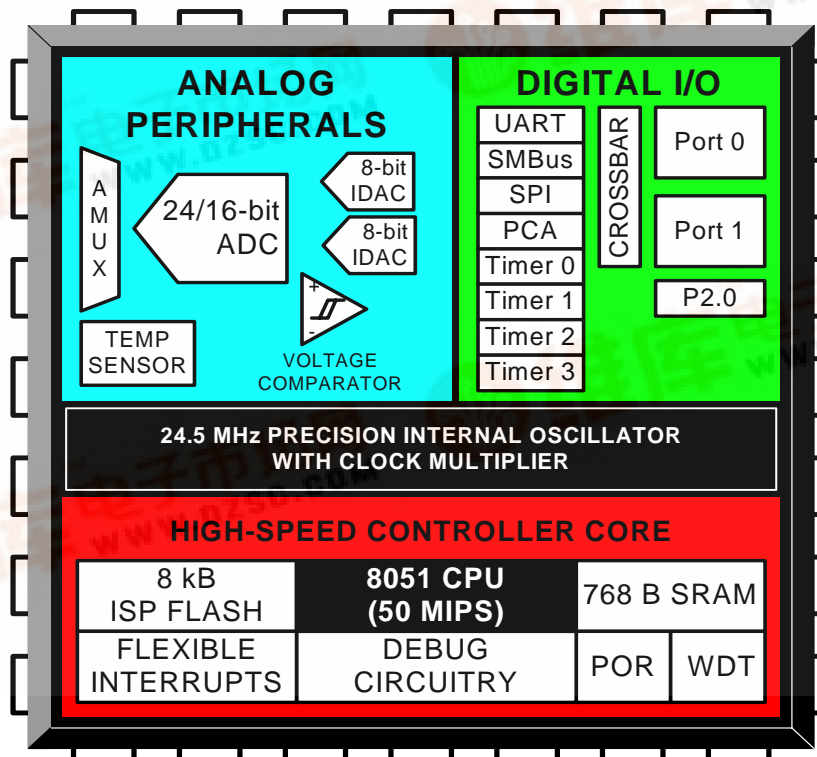 ANALOG
PERIPHERALS
A
M
U
X
24/16-bit
ADC
8-bit
IDAC
8-bit
IDAC
+
-
TEMP
SENSOR
VOLTAGE
COMPARATOR
DIGITAL I/O
UART
SMBus
SPI
PCA
Timer 0
Timer 1
Timer 2
Timer 3
CROSSBAR
Port 0
Port 1
P2.0
24.5 MHz PRECISION INTERNAL OSCILLATOR
WITH CLOCK MULTIPLIER
HIGH-SPEED CONTROLLER CORE
8 kB
ISP FLASH
8051 CPU
(50 MIPS)
768 B SRAM
FLEXIBLE
INTERRUPTS
DEBUG
CIRCUITRY
POR
WDT
WWW.DZSC.COM